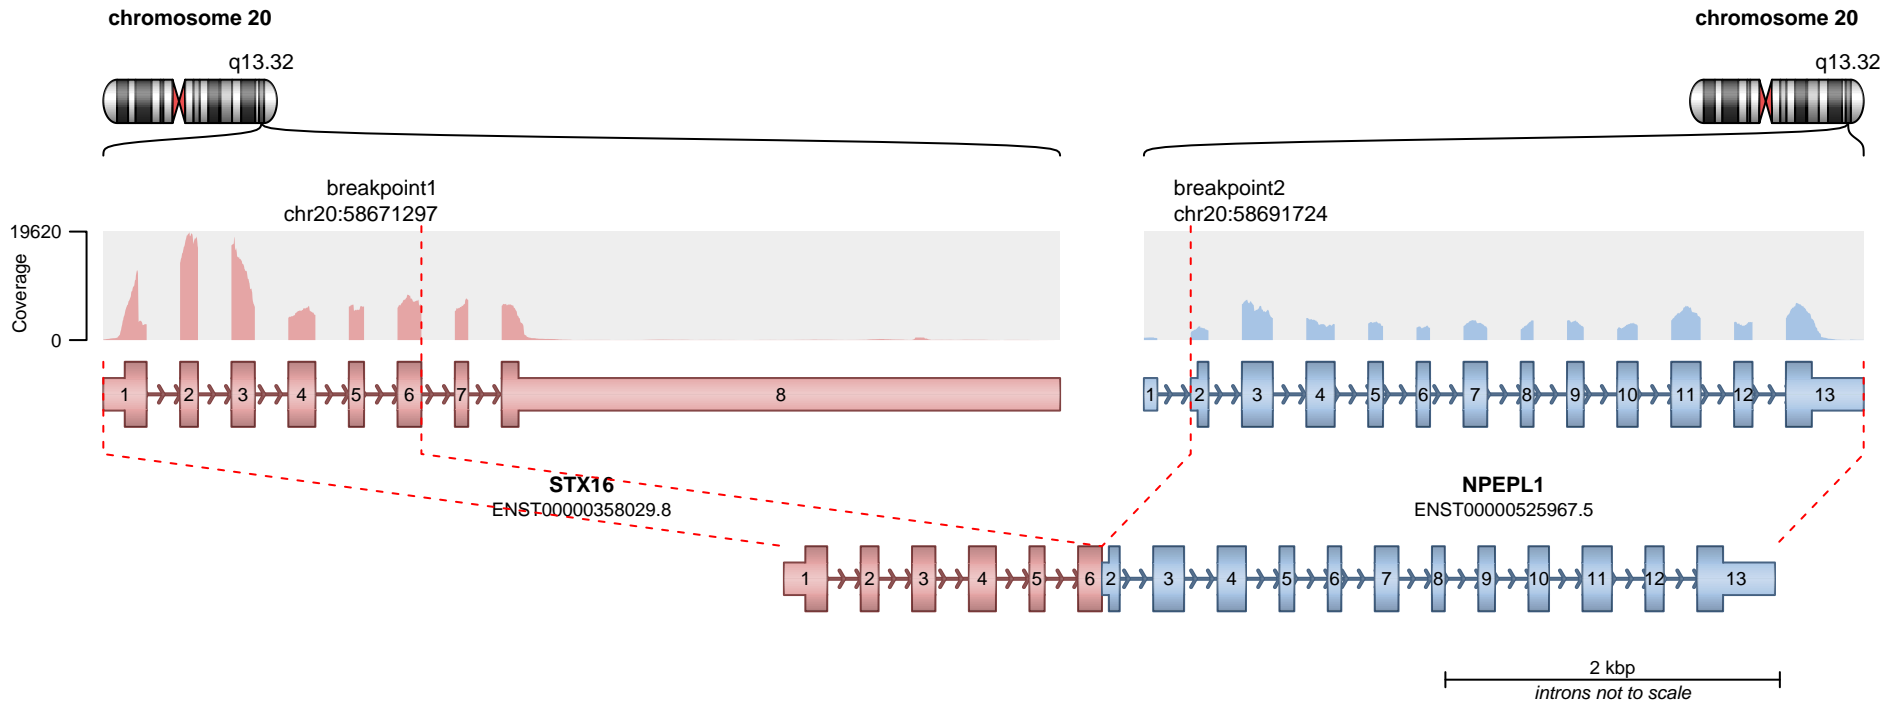 chromosome 20
chromosome 20
q13.32
q13.32
breakpoint1
chr20:58671297
breakpoint2
chr20:58691724
19620
Coverage
0
1 2 3 4 5 6 7 8
1 2 3 4 5 6 7 8 9 10 11 12 13
STX16
ENST00000358029.8
NPEPL1
ENST00000525967.5
1 2 3 4 5 6 2 3 4 5 6 7 8 9 10 11 12 13
2 kbp
introns not to scale